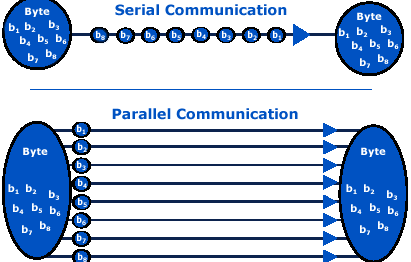 Serial Communication
Byte
b1 b2 b3
b4 b5 b6
b7 b8
b8 b7 b6 b5 b4 b3 b2 b1
Byte
b1 b2 b3
b4 b5 b6
b7 b8
Parallel Communication
Byte
b1 b2 b3
b4 b5 b6
b7 b8
b1
b2
b3
b4
b5
b6
b7
b8
Byte
b1 b2 b3
b4 b5 b6
b7 b8